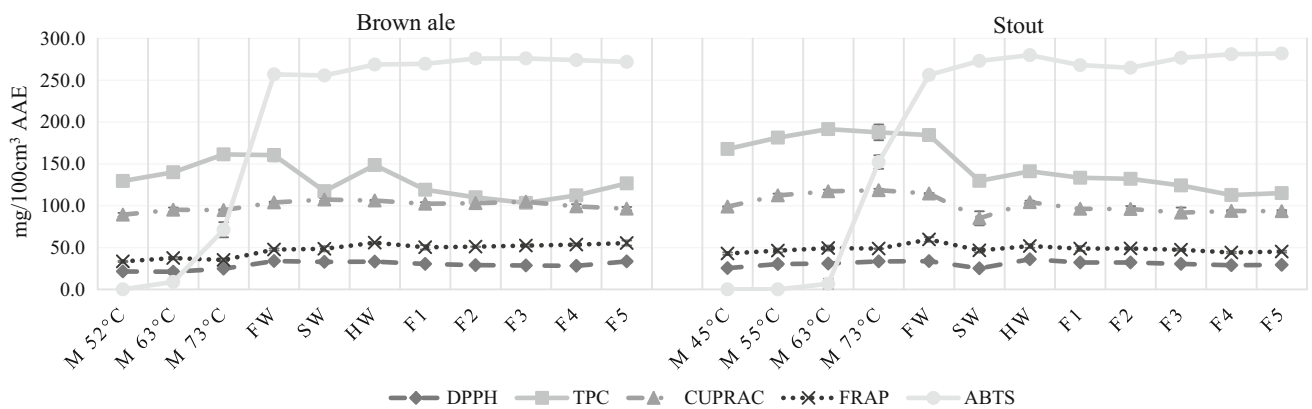 Brown ale
Stout
mg/100cm³ AAE
300.0
250.0
200.0
150.0
100.0
50.0
0.0
M 52°C
M 63°C
M 73°C
FW
SW
HW
F1
F2
F3
F4
F5
M 45°C
M 55°C
M 63°C
M 73°C
FW
SW
HW
F1
F2
F3
F4
F5
DPPH TPC CUPRAC FRAP ABTS